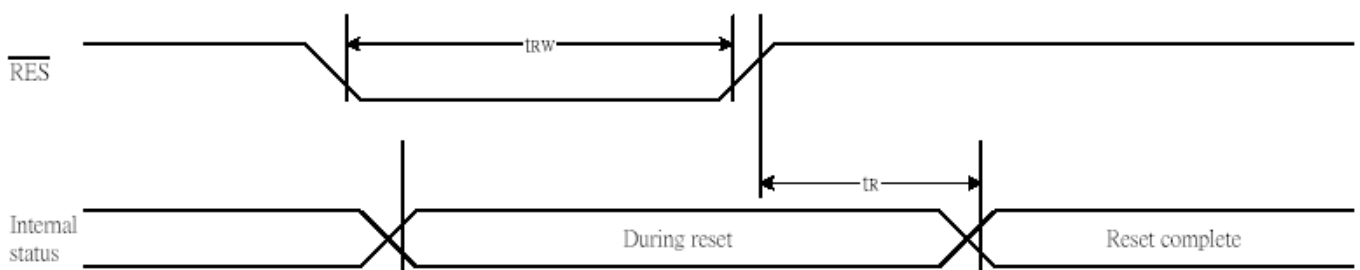 tRW
RES
tR
Internal
status
During reset
Reset complete